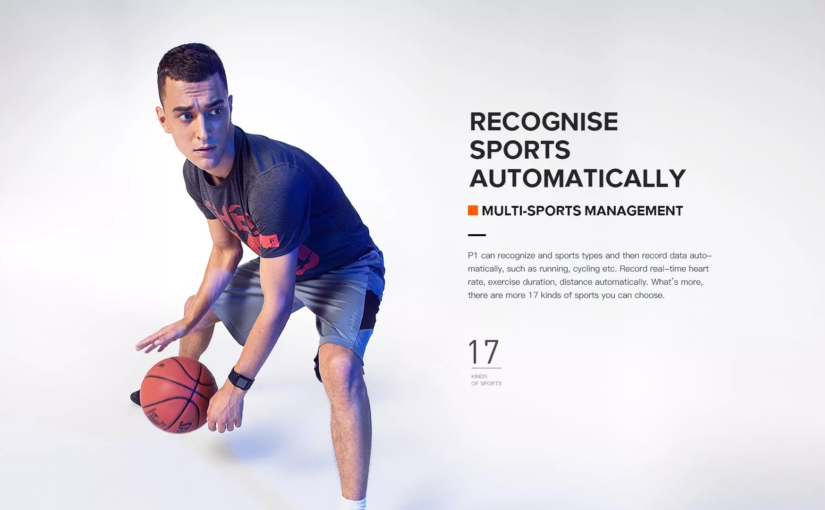 RECOGNISE
SPORTS
AUTOMATICALLY
MULTI-SPORTS MANAGEMENT
P1 can recognize and sports types and then record data auto-
matically, such as running, cycling etc. Record real-time heart
rate, exercise duration, distance automatically. What's more,
there are more 17 kinds of sports you can choose.
17
KINDS
OF SPORTS